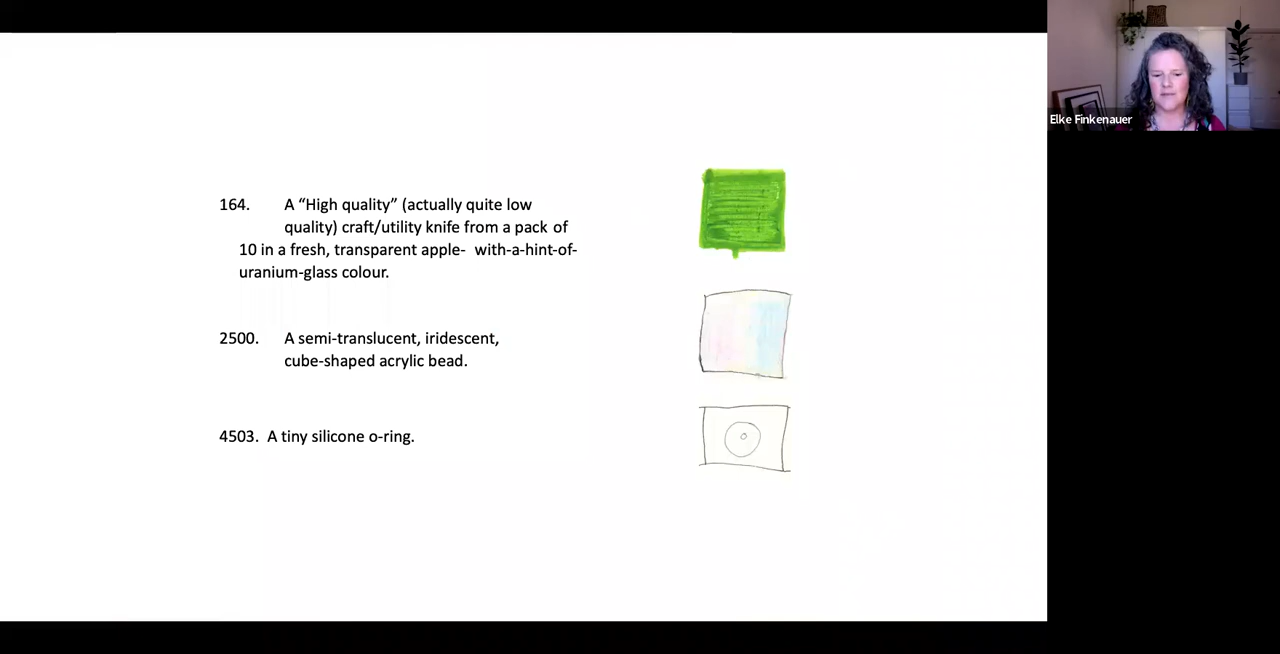 164. A “High quality” (actually quite low
quality) craft/utility knife from a pack of
10 in a fresh, transparent apple- with-a-hint-of-
uranium-glass colour.
2500. A semi-translucent, iridescent,
cube-shaped acrylic bead.
4503. A tiny silicone o-ring.
Elke Finkenauer